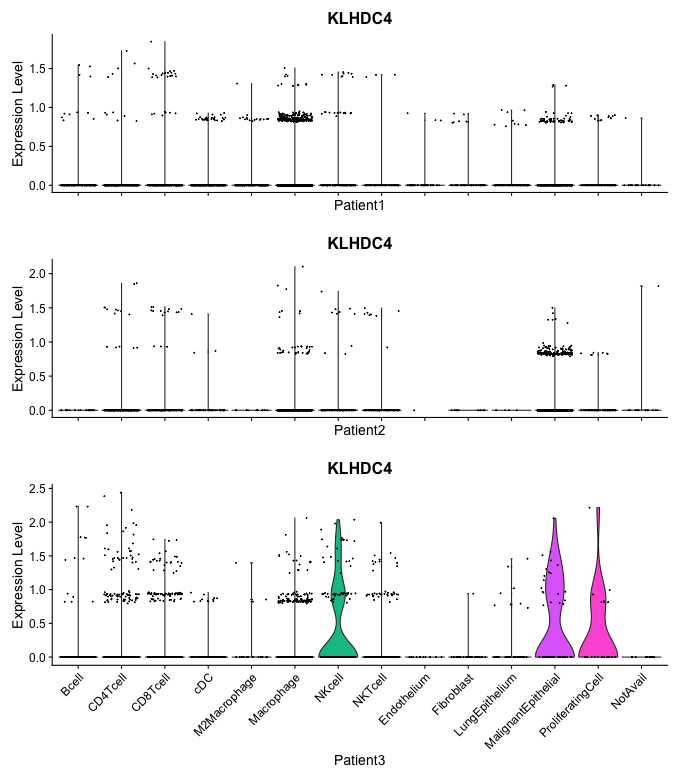 KLHDC4
Expression Level
1.5
1.0
0.5
0.0
Patient1
KLHDC4
Expression Level
2.0
1.5
1.0
0.5
0.0
Patient2
KLHDC4
Expression Level
2.5
2.0
1.5
1.0
0.5
0.0
Bcell
CD4Tcell
CD8Tcell
cDC
M2Macrophage
Macrophage
NKcell
NKTcell
Endothelium
Fibroblast
LungEpithelium
MalignantEpithelial
ProliferatingCell
NotAvail
Patient3